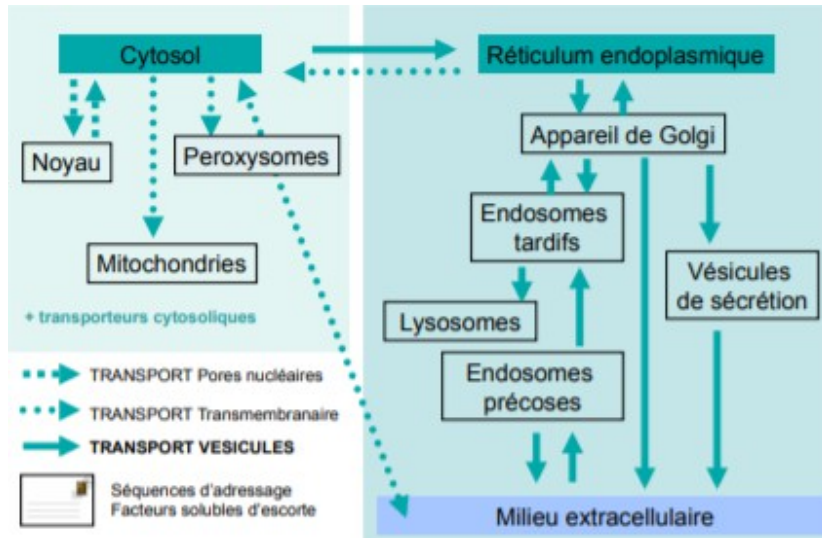 Cytosol
Réticulum endoplasmique
Noyau
Peroxysomes
Mitochondries
+ transporteurs cytosoliques
Appareil de Golgi
Endosomes
tardifs
Lysosomes
Vésicules
de sécrétion
Endosomes
précoses
Milieu extracellulaire
TRANSPORT Pores nucléaires
TRANSPORT Transmembranaire
TRANSPORT VESICULES
Séquences d'adressage
Facteurs solubles d'escorte